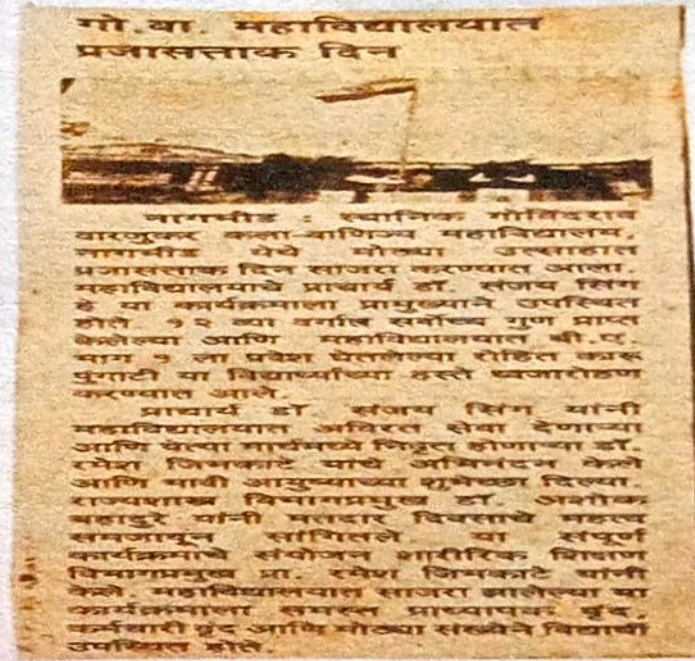 गो.वा. महाविद्यालयात
प्रजासत्ताक दिन
नागभीड : स्थानिक गोविंदराव
वारजुकर कला-वाणिज्य महाविद्यालय,
नागभीड येथे मोठ्या उत्साहात
प्रजासत्ताक दिन साजरा करण्यात आला.
महाविद्यालयाचे प्राचार्य डॉ. संजय सिंग
हे या कार्यक्रमाला प्रामुख्याने उपस्थित
होते. १२ व्या वर्गात सर्वोच्च गुण प्राप्त
केलेल्या आणि महाविद्यालयात बी.ए.
भाग १ ला प्रवेश घेतलेल्या रोहित कारू
पुंगाटी या विद्यार्थ्याच्या हस्ते ध्वजारोहण
करण्यात आले.
प्राचार्य डॉ. संजय सिंग यांनी
महाविद्यालयात अविरत सेवा देणाऱ्या
आणि येत्या मार्चमध्ये निवृत्त होणाऱ्या डॉ.
रमेश जिभकाटे यांचे अभिनंदन केले
आणि भावी आयुष्याच्या शुभेच्छा दिल्या.
राज्यशास्त्र विभागप्रमुख डॉ. अशोक
बहादुरे यांनी मतदार दिवसाचे महत्व
समजावून सांगितले. या संपूर्ण
कार्यक्रमाचे संयोजन शारीरिक शिक्षण
विभागप्रमुख प्रा. रमेश जिभकाटे यांनी
केले. महाविद्यालयात साजरा झालेल्या या
कार्यक्रमाला समस्त प्राध्यापक वृंद,
कर्मचारी वृंद आणि मोठ्या संख्येने विद्यार्थी
उपस्थित होते.